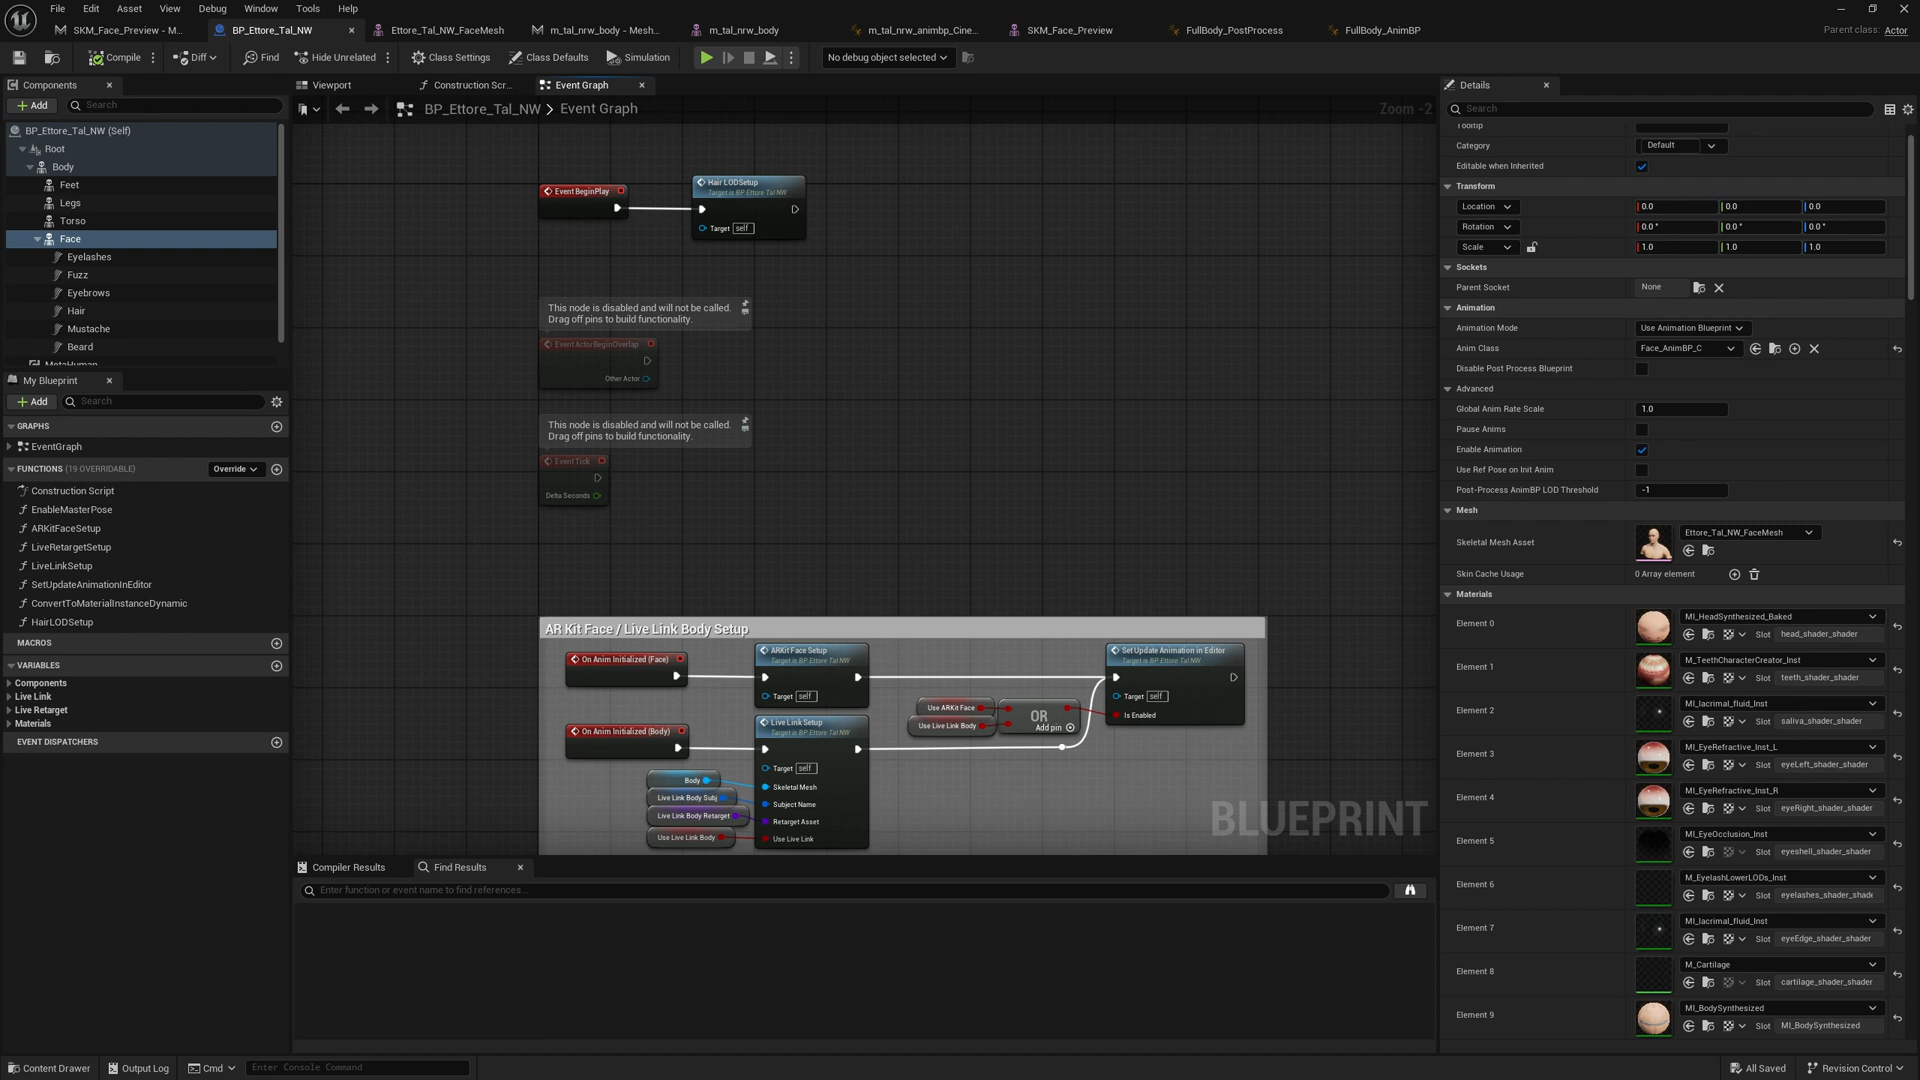 File
Edit
Asset
View
Debug
Window
Tools
Help
SKM_Face_Preview - M...
BP_Ettore_Tal_NW
Ettore_Tal_NW_FaceMesh
m_tal_nrw_body - Mesh...
m_tal_nrw_body
m_tal_nrw_animbp_Cine...
SKM_Face_Preview
FullBody_PostProcess
FullBody_AnimBP
Parent class: Actor
Compile
Diff
Find
Hide Unrelated
Class Settings
Class Defaults
Simulation
No debug object selected
Components
Add
Search
BP_Ettore_Tal_NW (Self)
Root
Body
Feet
Legs
Torso
Face
Eyelashes
Fuzz
Eyebrows
Hair
Mustache
Beard
MetaHuman
My Blueprint
Add
Search
GRAPHS
EventGraph
FUNCTIONS (19 OVERRIDABLE)
Override
Construction Script
EnableMasterPose
ARKitFaceSetup
LiveRetargetSetup
LiveLinkSetup
SetUpdateAnimationInEditor
ConvertToMaterialInstanceDynamic
HairLODSetup
MACROS
VARIABLES
Components
Live Link
Live Retarget
Materials
EVENT DISPATCHERS
Viewport
Construction Scr...
Event Graph
BP_Ettore_Tal_NW > Event Graph
Zoom -2
Event BeginPlay
Hair LODSetup
Target is BP Ettore Tal NW
Target self
This node is disabled and will not be called.
Drag off pins to build functionality.
Event ActorBeginOverlap
Other Actor
This node is disabled and will not be called.
Drag off pins to build functionality.
Event Tick
Delta Seconds
AR Kit Face / Live Link Body Setup
On Anim Initialized (Face)
ARKit Face Setup
Target is BP Ettore Tal NW
Target self
Set Update Animation in Editor
Target is BP Ettore Tal NW
Target self
Is Enabled
Use ARKit Face
Use Live Link Body
OR
Add pin
On Anim Initialized (Body)
Live Link Setup
Target is BP Ettore Tal NW
Target self
Body
Skeletal Mesh
Live Link Body Subj
Subject Name
Live Link Body Retarget
Retarget Asset
Use Live Link Body
Use Live Link
BLUEPRINT
Compiler Results
Find Results
Enter function or event name to find references...
Details
Search
Tooltip
Category
Default
Editable when Inherited
Transform
Location
0.0
0.0
0.0
Rotation
0.0 °
0.0 °
0.0 °
Scale
1.0
1.0
1.0
Sockets
Parent Socket
None
Animation
Animation Mode
Use Animation Blueprint
Anim Class
Face_AnimBP_C
Disable Post Process Blueprint
Advanced
Global Anim Rate Scale
1.0
Pause Anims
Enable Animation
Use Ref Pose on Init Anim
Post-Process AnimBP LOD Threshold
-1
Mesh
Skeletal Mesh Asset
Ettore_Tal_NW_FaceMesh
Skin Cache Usage
0 Array element
Materials
Element 0
MI_HeadSynthesized_Baked
Slot head_shader_shader
Element 1
M_TeethCharacterCreator_Inst
Slot teeth_shader_shader
Element 2
MI_lacrimal_fluid_Inst
Slot saliva_shader_shader
Element 3
MI_EyeRefractive_Inst_L
Slot eyeLeft_shader_shader
Element 4
MI_EyeRefractive_Inst_R
Slot eyeRight_shader_shader
Element 5
MI_EyeOcclusion_Inst
Slot eyeshell_shader_shader
Element 6
M_EyelashLowerLODs_Inst
Slot eyelashes_shader_shade
Element 7
MI_lacrimal_fluid_Inst
Slot eyeEdge_shader_shader
Element 8
M_Cartilage
Slot cartilage_shader_shader
Element 9
MI_BodySynthesized
Slot MI_BodySynthesized
Content Drawer
Output Log
Cmd
Enter Console Command
All Saved
Revision Control